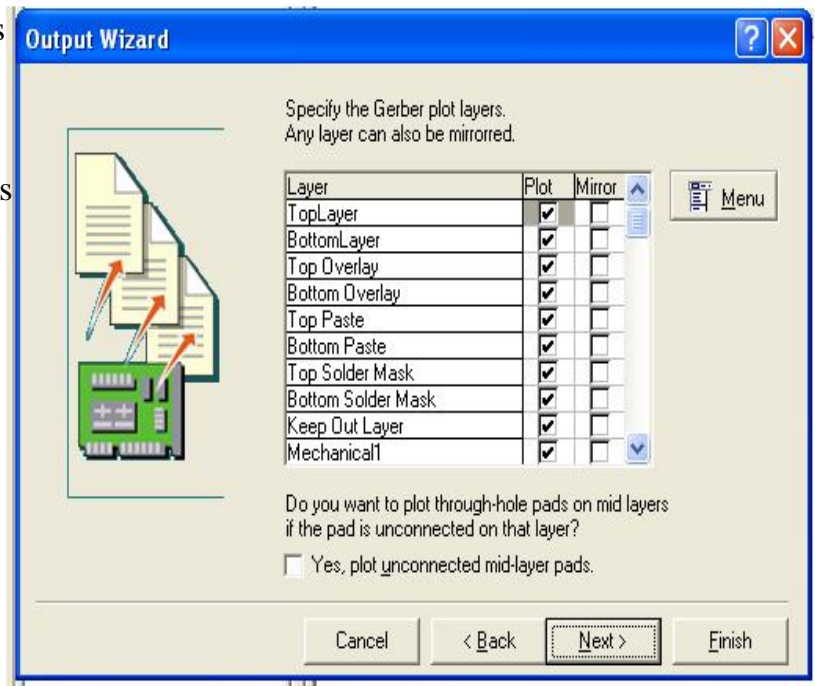 s
Output Wizard
Specify the Gerber plot layers.
Any layer can also be mirrorred.
Layer Plot Mirror
Menu
TopLayer
BottomLayer
Top Overlay
Bottom Overlay
Top Paste
Bottom Paste
Top Solder Mask
Bottom Solder Mask
Keep Out Layer
Mechanical1
s
Do you want to plot through-hole pads on mid layers
if the pad is unconnected on that layer?
Yes, plot unconnected mid-layer pads.
Cancel < Back Next > Finish